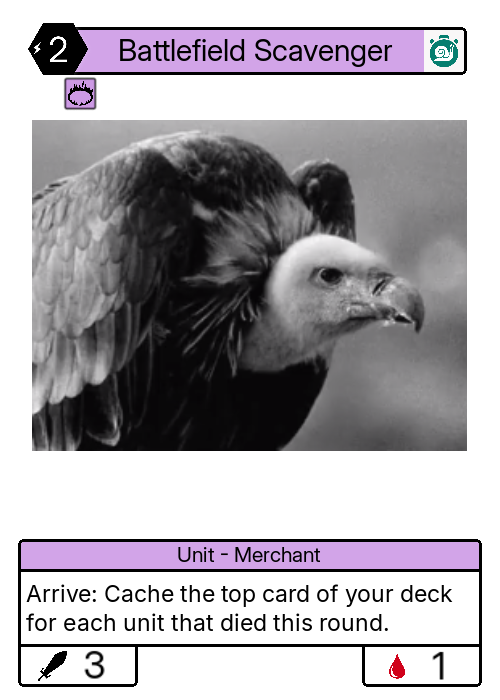 2
Battlefield Scavenger
Unit - Merchant
Arrive: Cache the top card of your deck
for each unit that died this round.
3
1